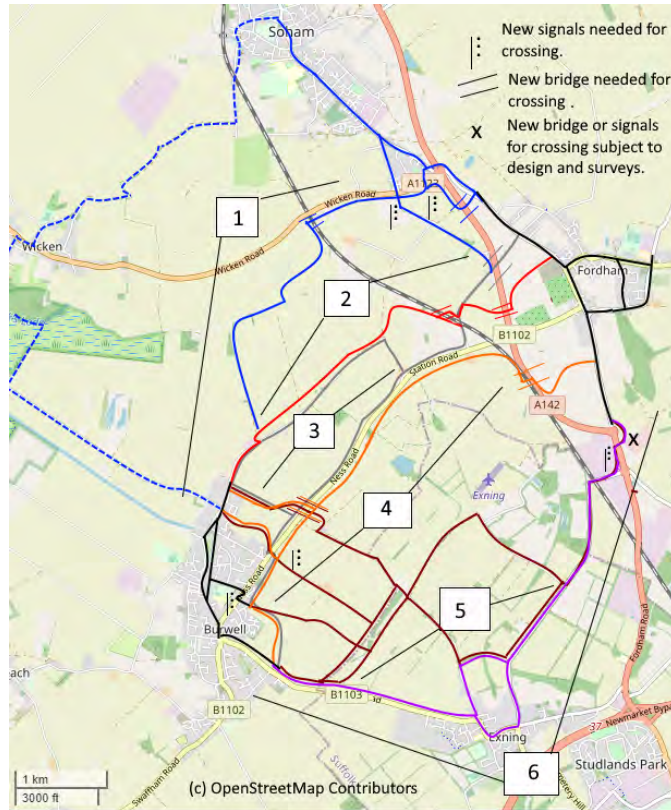 Soham
New signals needed for
crossing.
New bridge needed for
crossing .
X
New bridge or signals
for crossing subject to
design and surveys.
A1123
Wicken Road
1
Wicken
Wicken Road
Fordham
2
B1102
Station Road
A142
3
X
Ness Road
Exning
4
Fordham Road
5
Burwell
B1103
B1102
37
Newmarket Bypa
Exning
6
Swaffham Road
Suffolk
Studlands Park
1 km
3000 ft
(c) OpenStreetMap Contributors